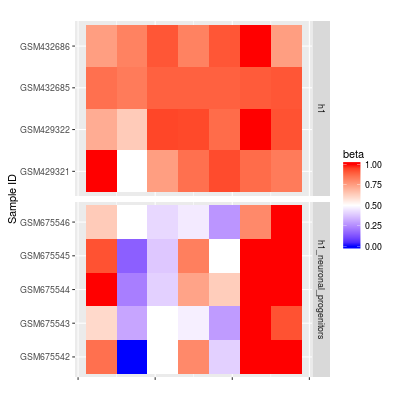 Sample ID
GSM432686
GSM432685
GSM429322
GSM429321
h1
GSM675546
GSM675545
GSM675544
GSM675543
GSM675542
h1_neuronal_progenitors
beta
1.00
0.75
0.50
0.25
0.00